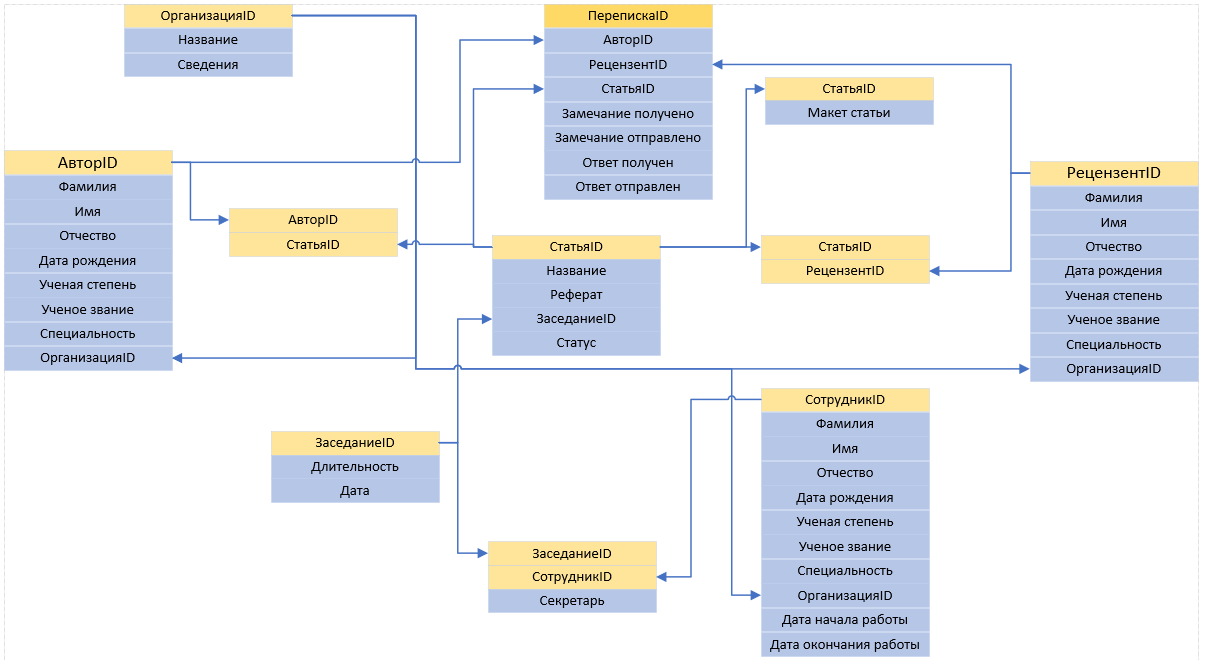 ОрганизацияID
Название
Сведения
ПерепискаID
АвторID
РецензентID
СтатьяID
Замечание получено
Замечание отправлено
Ответ получен
Ответ отправлен
СтатьяID
Макет статьи
АвторID
Фамилия
Имя
Отчество
Дата рождения
Ученая степень
Ученое звание
Специальность
ОрганизацияID
АвторID
СтатьяID
СтатьяID
Название
Реферат
ЗаседаниеID
Статус
СтатьяID
РецензентID
РецензентID
Фамилия
Имя
Отчество
Дата рождения
Ученая степень
Ученое звание
Специальность
ОрганизацияID
ЗаседаниеID
Длительность
Дата
ЗаседаниеID
СотрудникID
Секретарь
СотрудникID
Фамилия
Имя
Отчество
Дата рождения
Ученая степень
Ученое звание
Специальность
ОрганизацияID
Дата начала работы
Дата окончания работы